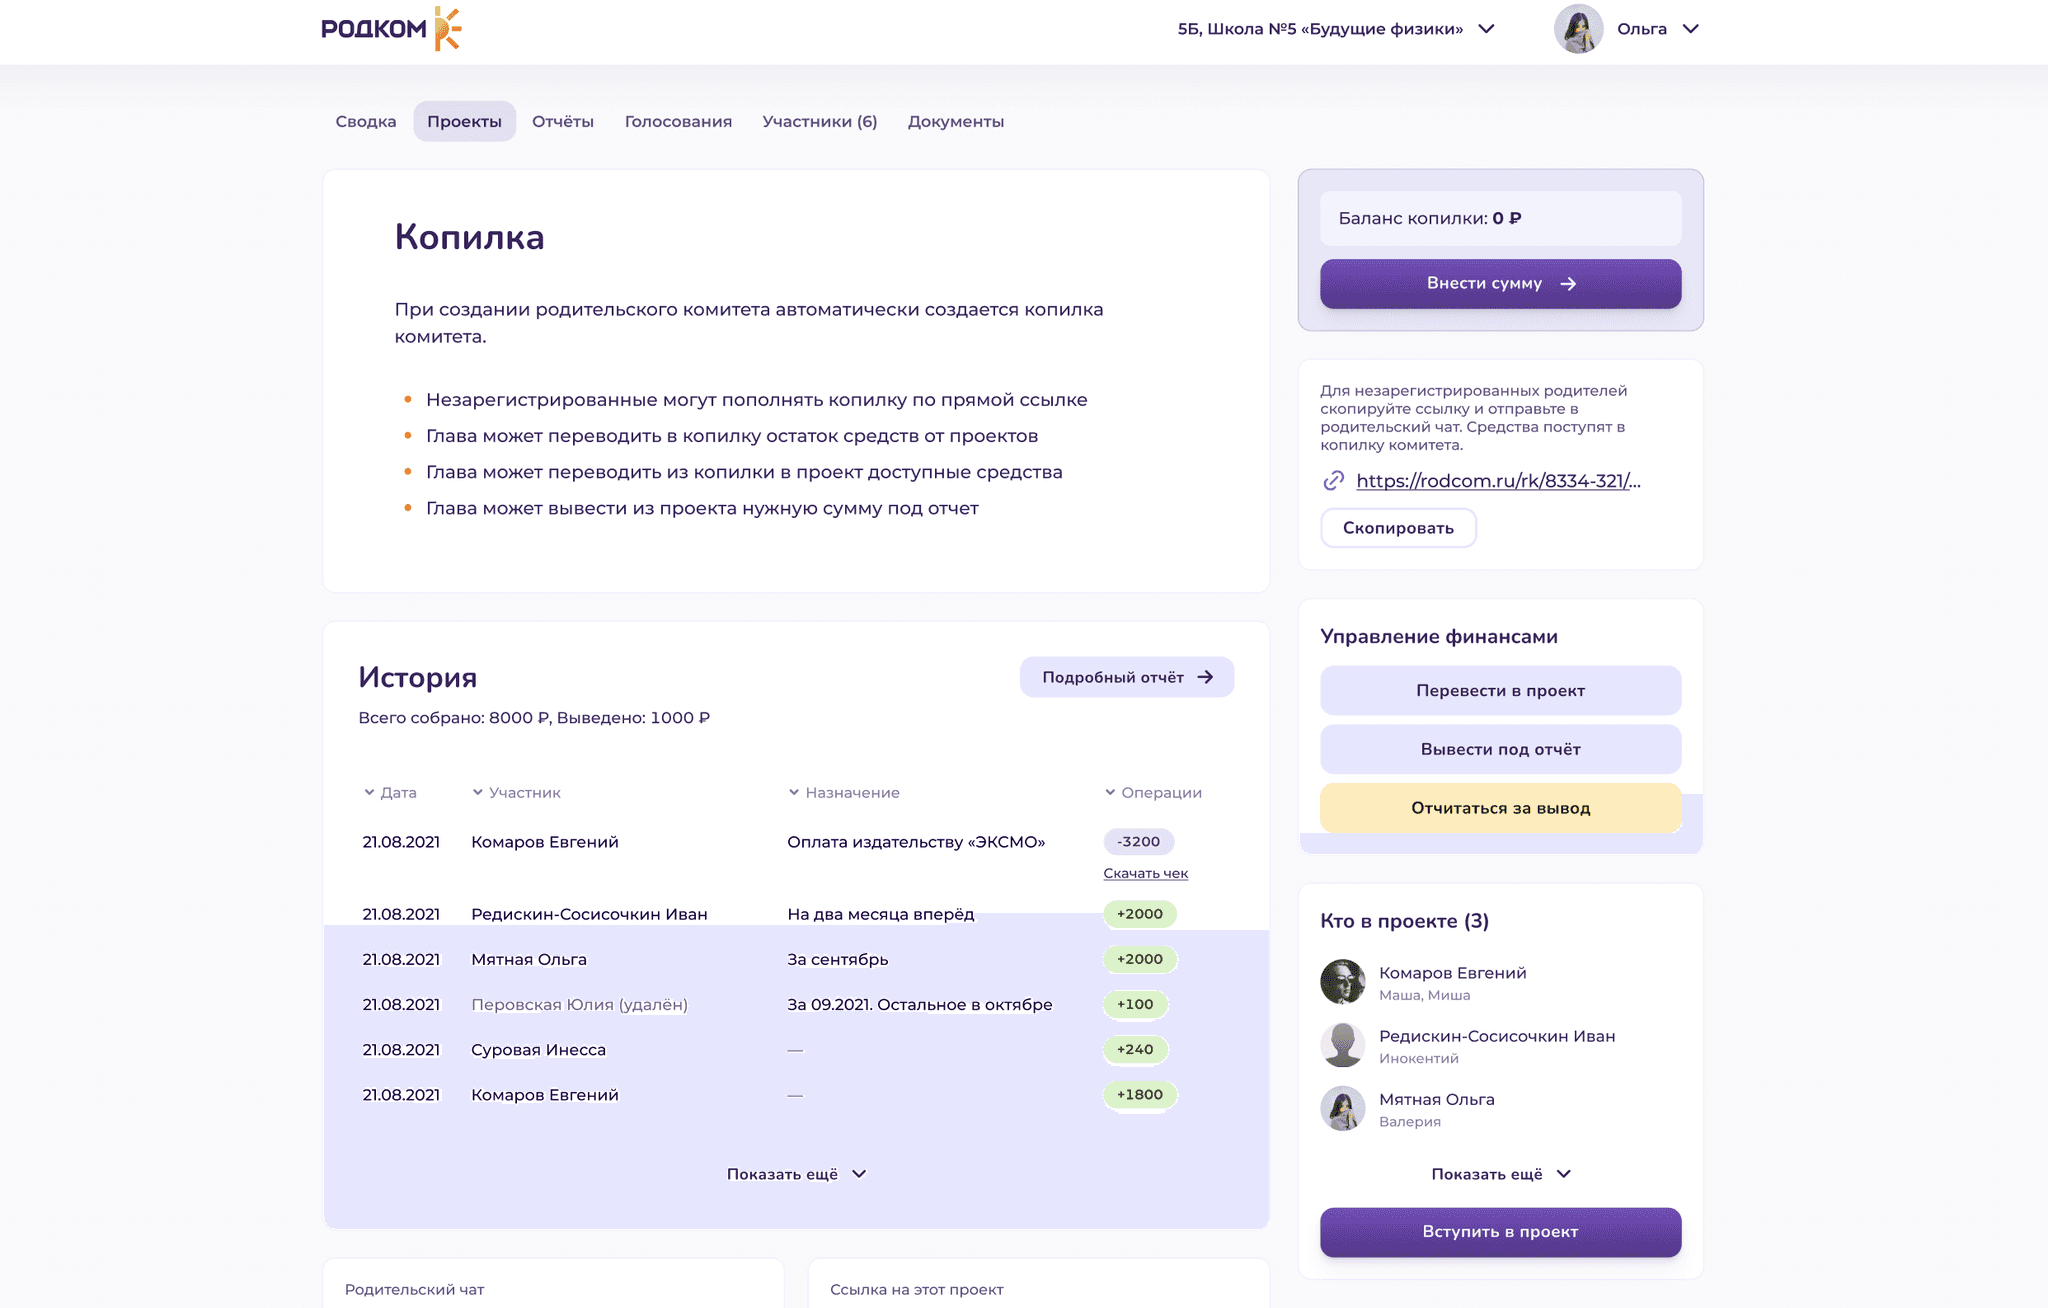 РОДКОМ
5Б, Школа №5 «Будущие физики»
Ольга
Сводка
Проекты
Отчёты
Голосования
Участники (6)
Документы
Копилка
При создании родительского комитета автоматически создается копилка
комитета.
Незарегистрированные могут пополнять копилку по прямой ссылке
Глава может переводить в копилку остаток средств от проектов
Глава может переводить из копилки в проект доступные средства
Глава может вывести из проекта нужную сумму под отчет
Баланс копилки: 0 ₽
Внести сумму
Для незарегистрированных родителей
скопируйте ссылку и отправьте в
родительский чат. Средства поступят в
копилку комитета.
https://rodcom.ru/rk/8334-321/...
Скопировать
История
Подробный отчёт
Всего собрано: 8000 ₽, Выведено: 1000 ₽
Дата Участник Назначение Операции
21.08.2021 Комаров Евгений Оплата издательству «ЭКСМО» -3200
Скачать чек
21.08.2021 Редискин-Сосисочкин Иван На два месяца вперёд +2000
21.08.2021 Мятная Ольга За сентябрь +2000
21.08.2021 Перовская Юлия (удалён) За 09.2021. Остальное в октябре +100
21.08.2021 Суровая Инесса — +240
21.08.2021 Комаров Евгений — +1800
Показать ещё
Управление финансами
Перевести в проект
Вывести под отчёт
Отчитаться за вывод
Кто в проекте (3)
Комаров Евгений
Маша, Миша
Редискин-Сосисочкин Иван
Инокентий
Мятная Ольга
Валерия
Показать ещё
Вступить в проект
Родительский чат
Ссылка на этот проект